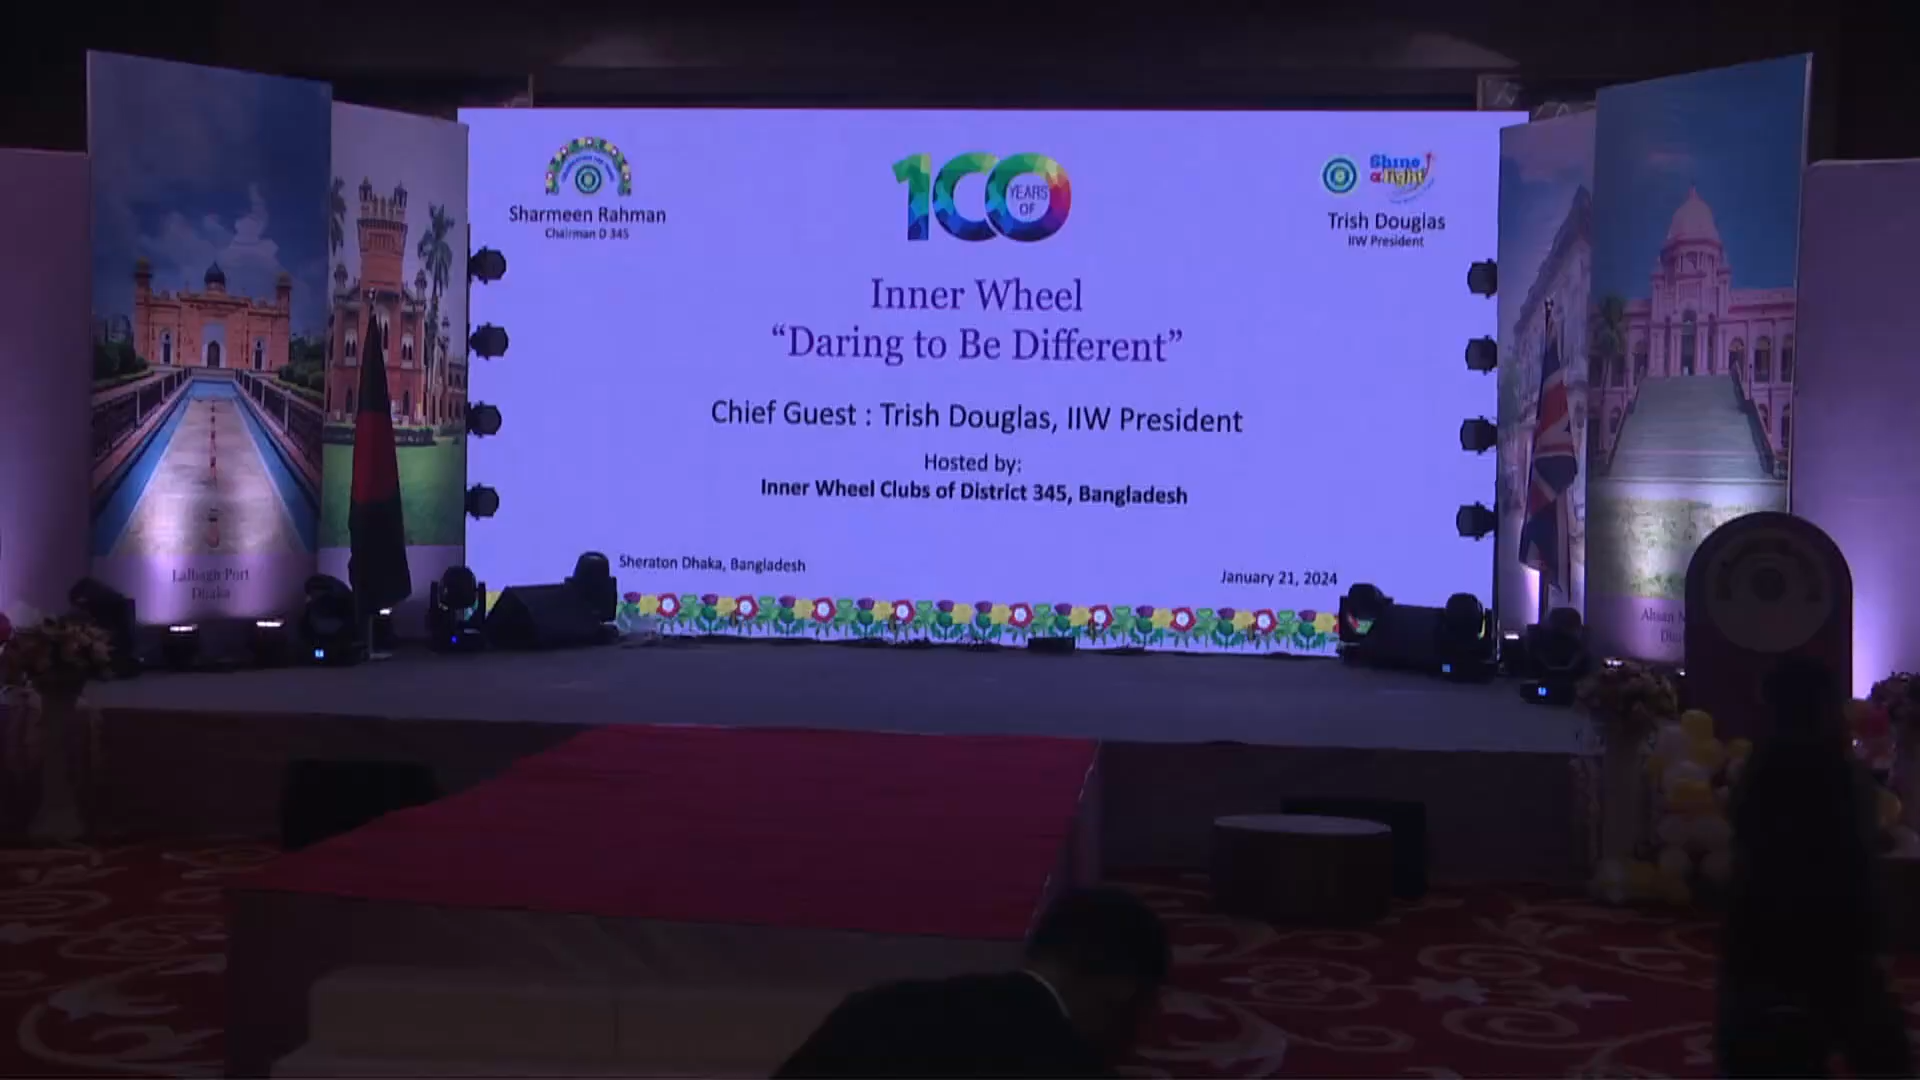 Sharmeen Rahman
Chairman D 345
100
YEARS
OF
Shine
a light
Trish Douglas
IIW President
Inner Wheel
“Daring to Be Different”
Chief Guest : Trish Douglas, IIW President
Hosted by:
Inner Wheel Clubs of District 345, Bangladesh
Sheraton Dhaka, Bangladesh
January 21, 2024
Lalbagh Fort
Dhaka
Ahsan